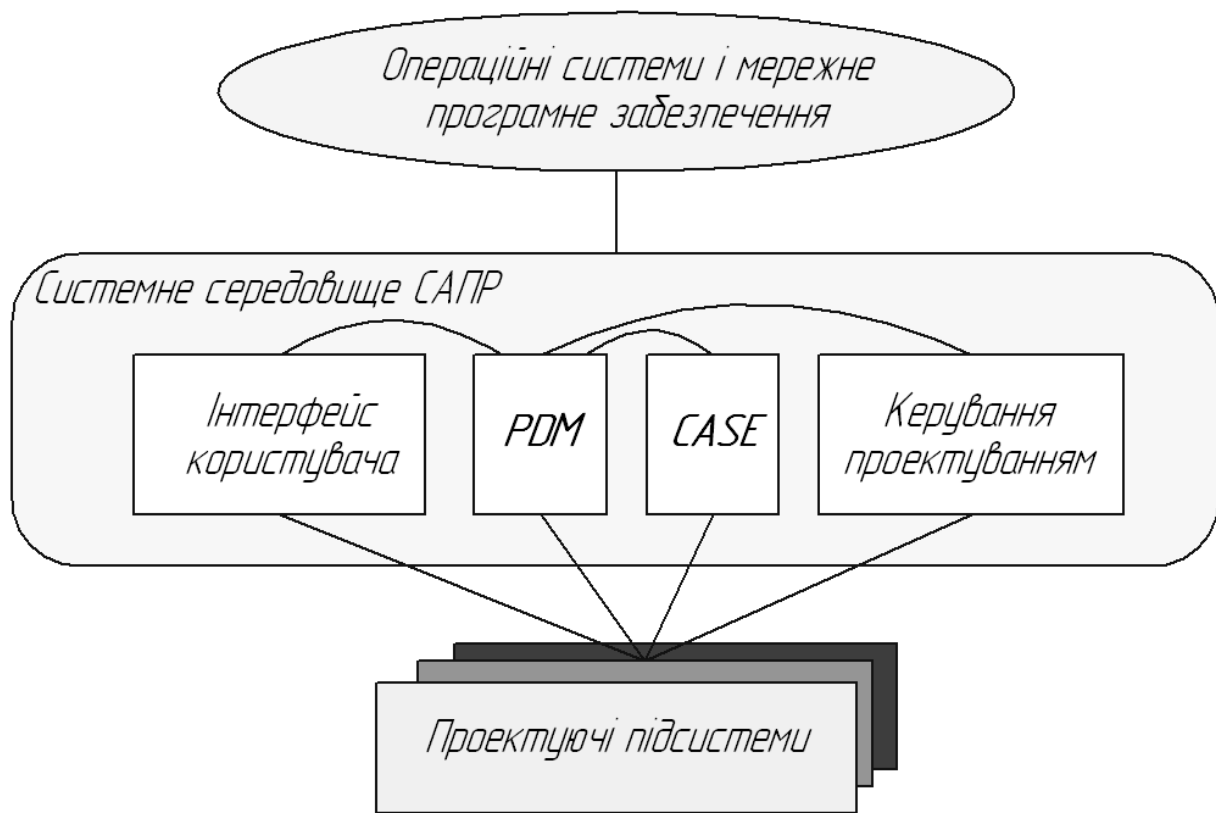 Операційні системи і мережне
програмне забезпечення
Системне середовище САПР
Інтерфейс
користувача
PDM
CASE
Керування
проектуванням
Проектуючі підсистеми